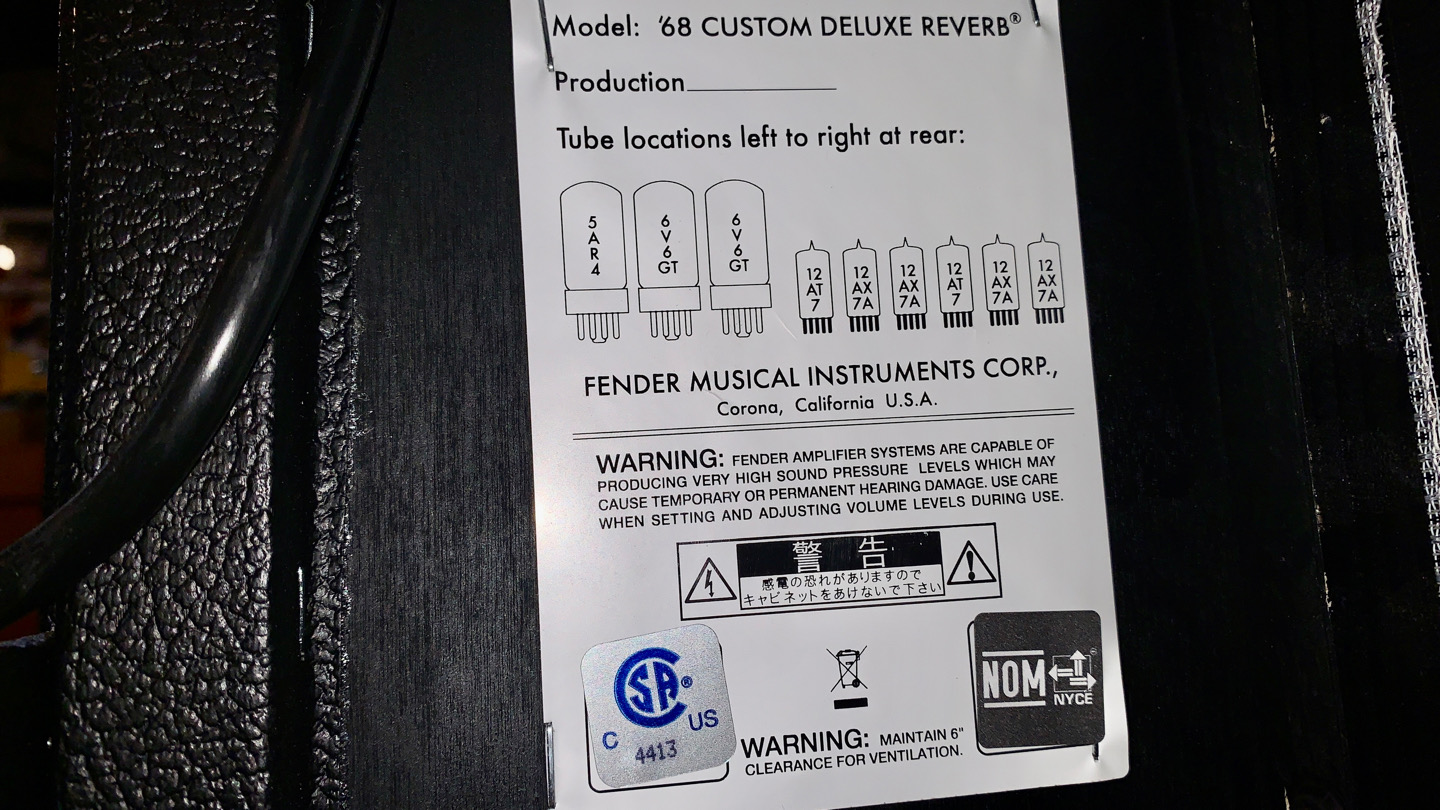 Model: '68 CUSTOM DELUXE REVERB®
Production
Tube locations left to right at rear:
5
A
R
4
6
V
6
GT
6
V
6
GT
12
AT
7
12
AX
7A
12
AX
7A
12
AT
7
12
AX
7A
12
AX
7A
FENDER MUSICAL INSTRUMENTS CORP.,
Corona, California U.S.A.
WARNING: FENDER AMPLIFIER SYSTEMS ARE CAPABLE OF
PRODUCING VERY HIGH SOUND PRESSURE LEVELS WHICH MAY
CAUSE TEMPORARY OR PERMANENT HEARING DAMAGE. USE CARE
WHEN SETTING AND ADJUSTING VOLUME LEVELS DURING USE.
警 告
感電の恐れがありますので
キャビネットをあけないで下さい
CSA®
C US
4413
WARNING: MAINTAIN 6"
CLEARANCE FOR VENTILATION.
NOM
NYCE